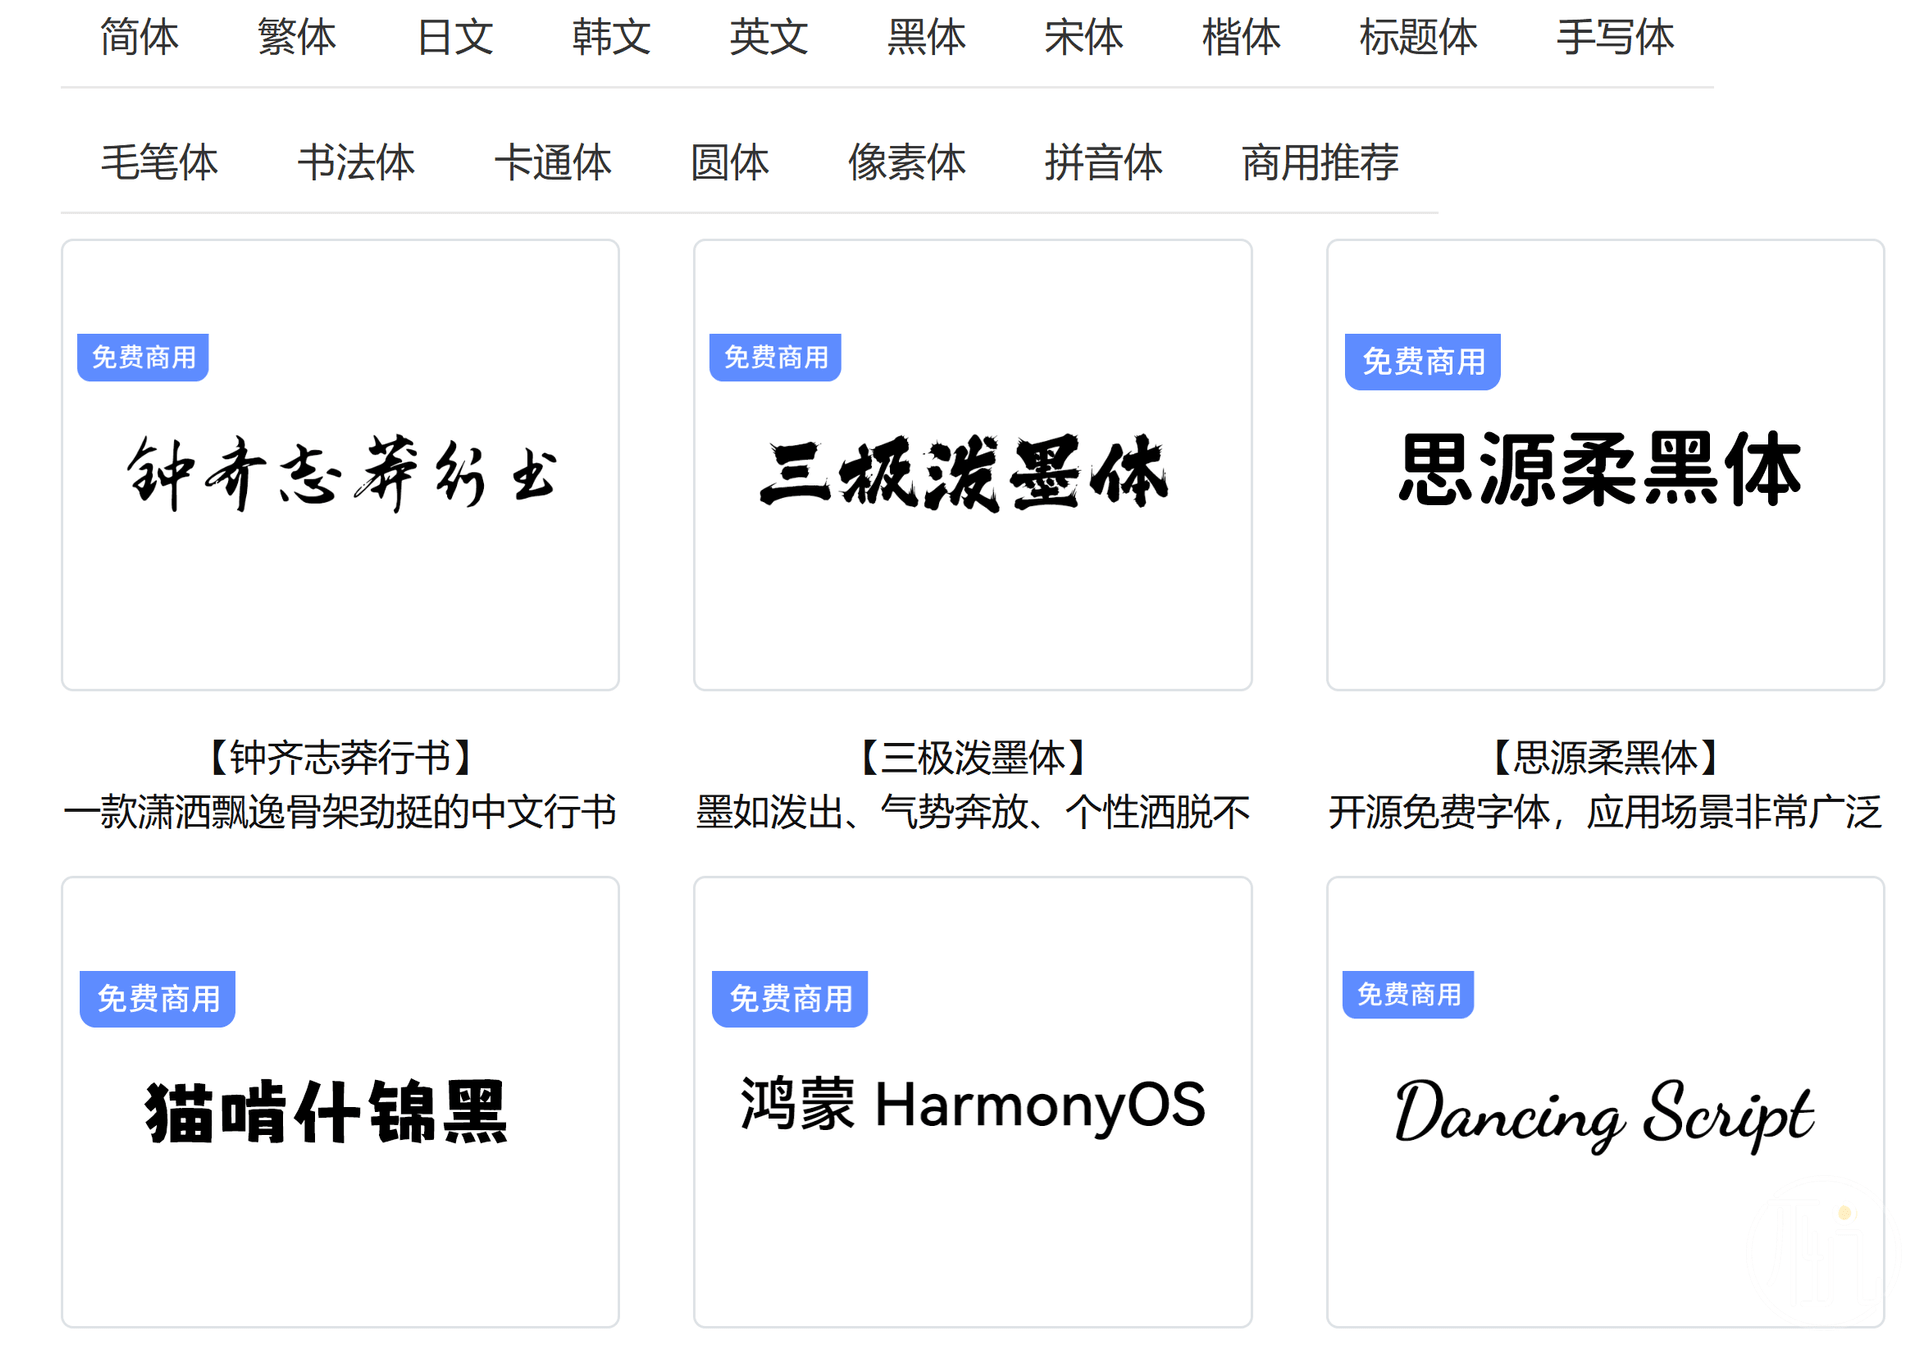 简体 繁体 日文 韩文 英文 黑体 宋体 楷体 标题体 手写体
毛笔体 书法体 卡通体 圆体 像素体 拼音体 商用推荐
免费商用 免费商用 免费商用
钟齐志莽行书 三极泼墨体 思源柔黑体
【钟齐志莽行书】 【三极泼墨体】 【思源柔黑体】
一款潇洒飘逸骨架劲挺的中文行书 墨如泼出、气势奔放、个性洒脱不 开源免费字体，应用场景非常广泛
免费商用 免费商用 免费商用
猫啃什锦黑 鸿蒙 HarmonyOS Dancing Script